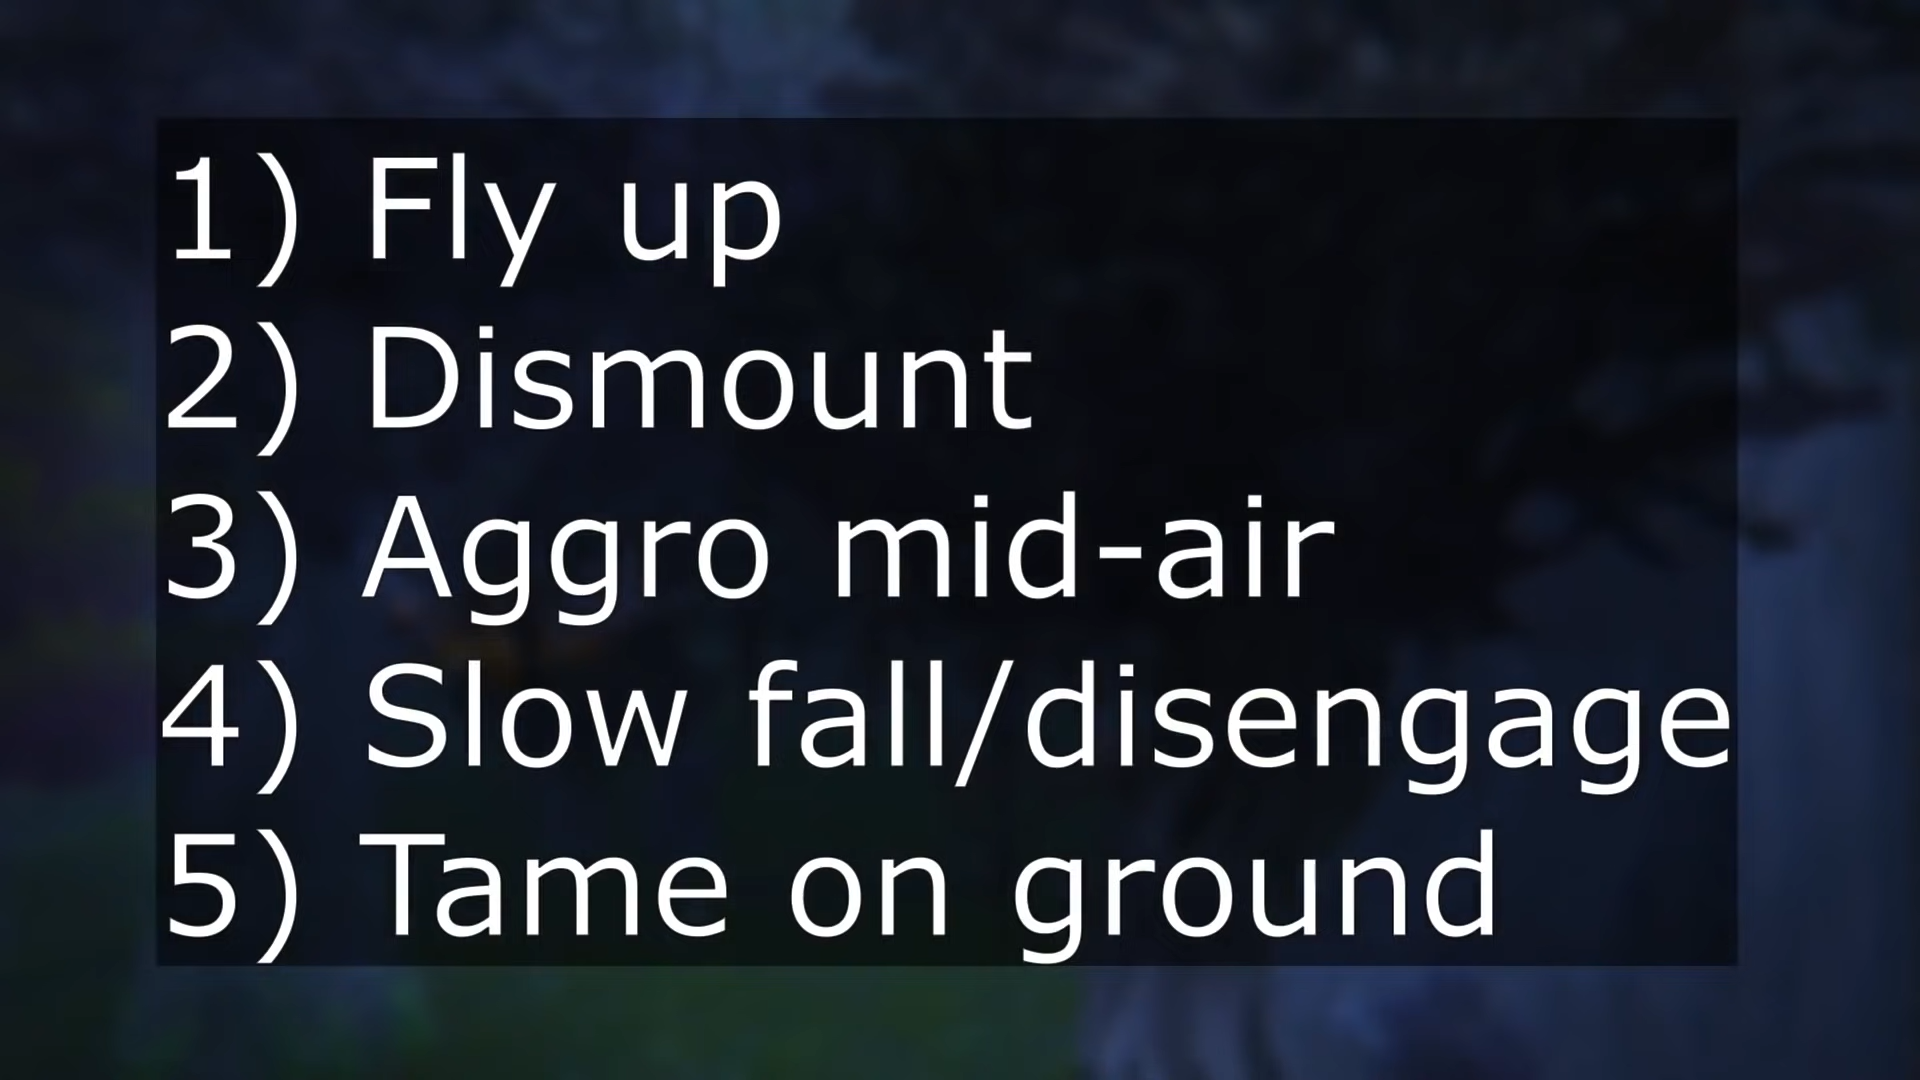 1) Fly up
2) Dismount
3) Aggro mid-air
4) Slow fall/disengage
5) Tame on ground